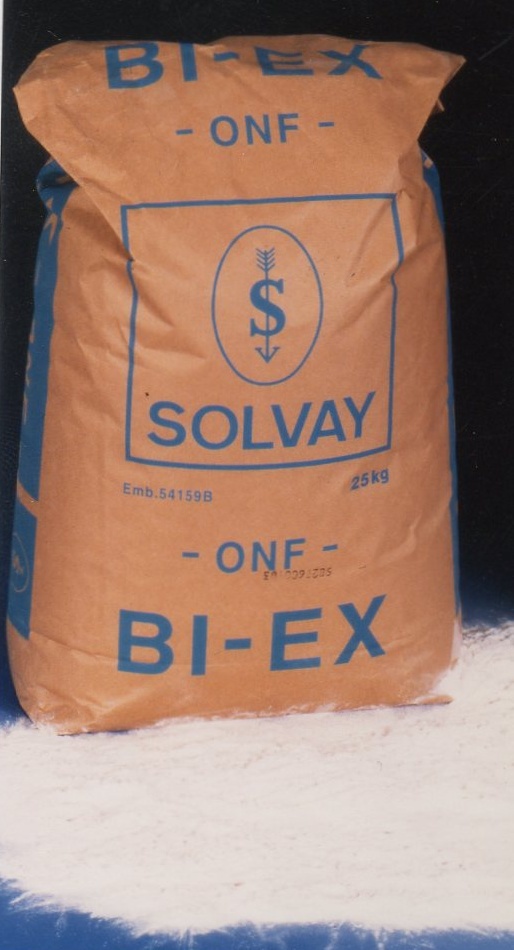 BI-EX
- ONF -
S
SOLVAY
Emb.54159B
25kg
- ONF -
BI-EX